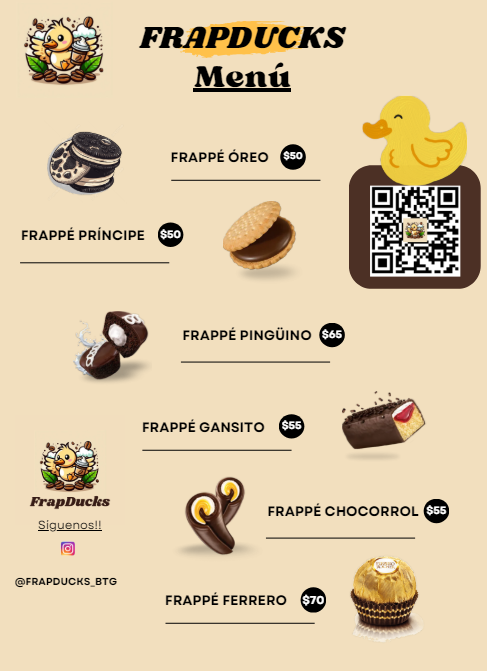 FRAPDUCKS
Menú
FRAPPÉ ÓREO $50
FRAPPÉ PRÍNCIPE $50
FRAPPÉ PINGÜINO $65
FRAPPÉ GANSITO $55
FrapDucks
Síguenos!!
@FRAPDUCKS_BTG
FRAPPÉ CHOCORROL $55
FRAPPÉ FERRERO $70